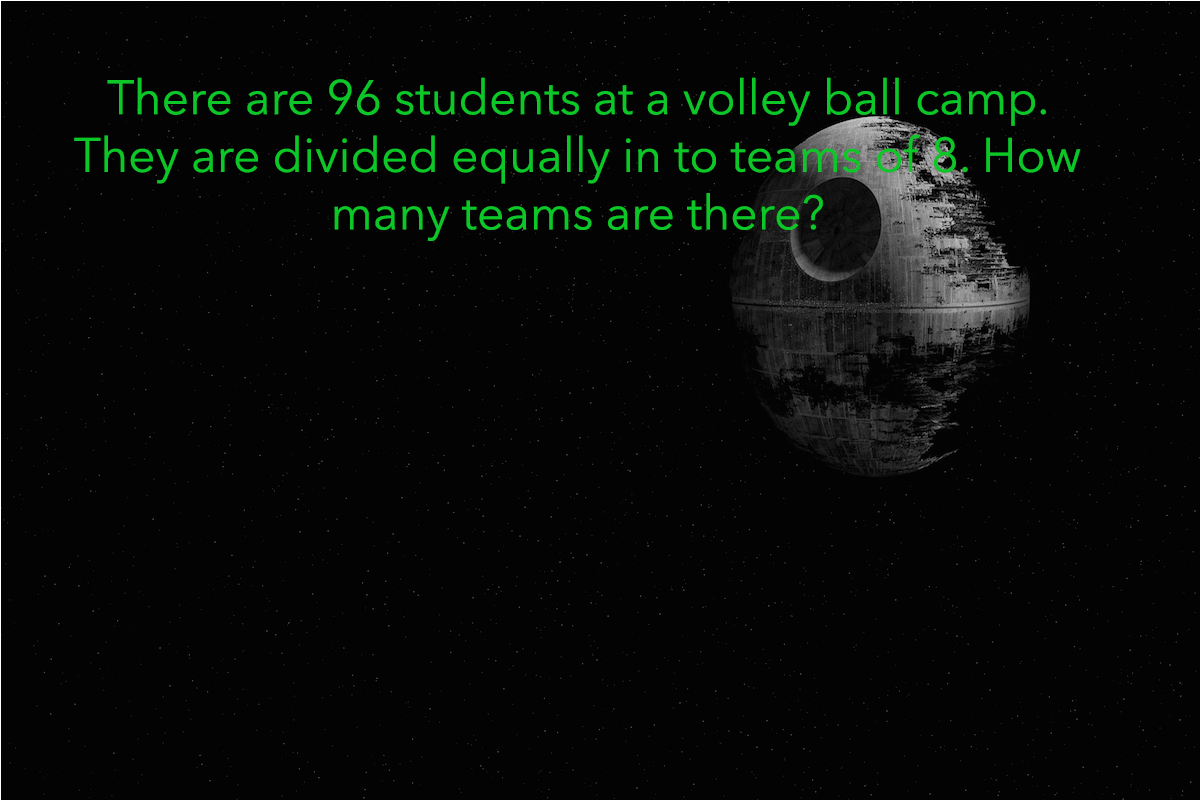 There are 96 students at a volley ball camp.
They are divided equally in to teams of 8. How
many teams are there?